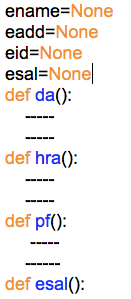 ename=None
eadd=None
eid=None
esal=None
def da():
-----
-----
def hra():
-----
-----
def pf():
-----
------
def esal():